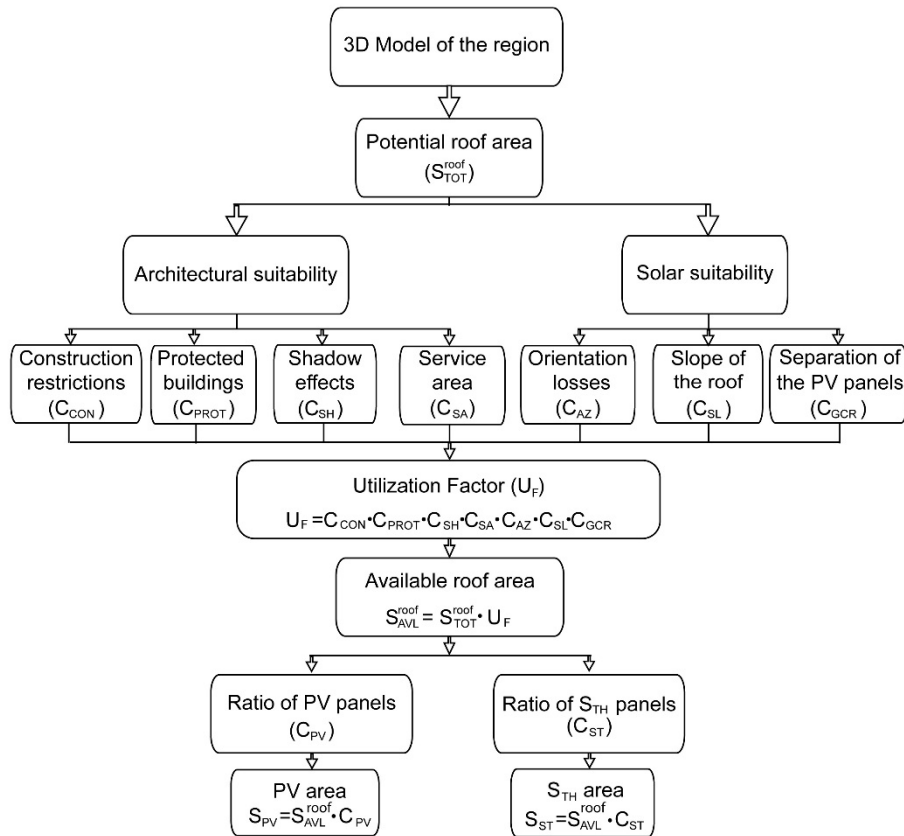 3D Model of the region
Potential roof area
(S_TOT^roof)
Architectural suitability
Solar suitability
Construction
restrictions
(C_CON)
Protected
buildings
(C_PROT)
Shadow
effects
(C_SH)
Service
area
(C_SA)
Orientation
losses
(C_AZ)
Slope of
the roof
(C_SL)
Separation of
the PV panels
(C_GCR)
Utilization Factor (U_F)
U_F = C_CON·C_PROT·C_SH·C_SA·C_AZ·C_SL·C_GCR
Available roof area
S_AVL^roof = S_TOT^roof · U_F
Ratio of PV panels
(C_PV)
Ratio of S_TH panels
(C_ST)
PV area
S_PV=S_AVL^roof · C_PV
S_TH area
S_ST=S_AVL^roof · C_ST